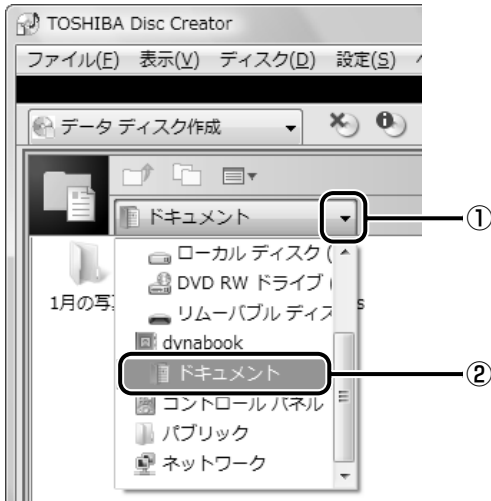 TOSHIBA Disc Creator
ファイル(F) 表示(V) ディスク(D) 設定(S)
データ ディスク作成
ドキュメント
①
ローカル ディスク (
DVD RW ドライブ (
1月の写 s
リムーバブル ディス
dynabook
ドキュメント
②
コントロール パネル
パブリック
ネットワーク